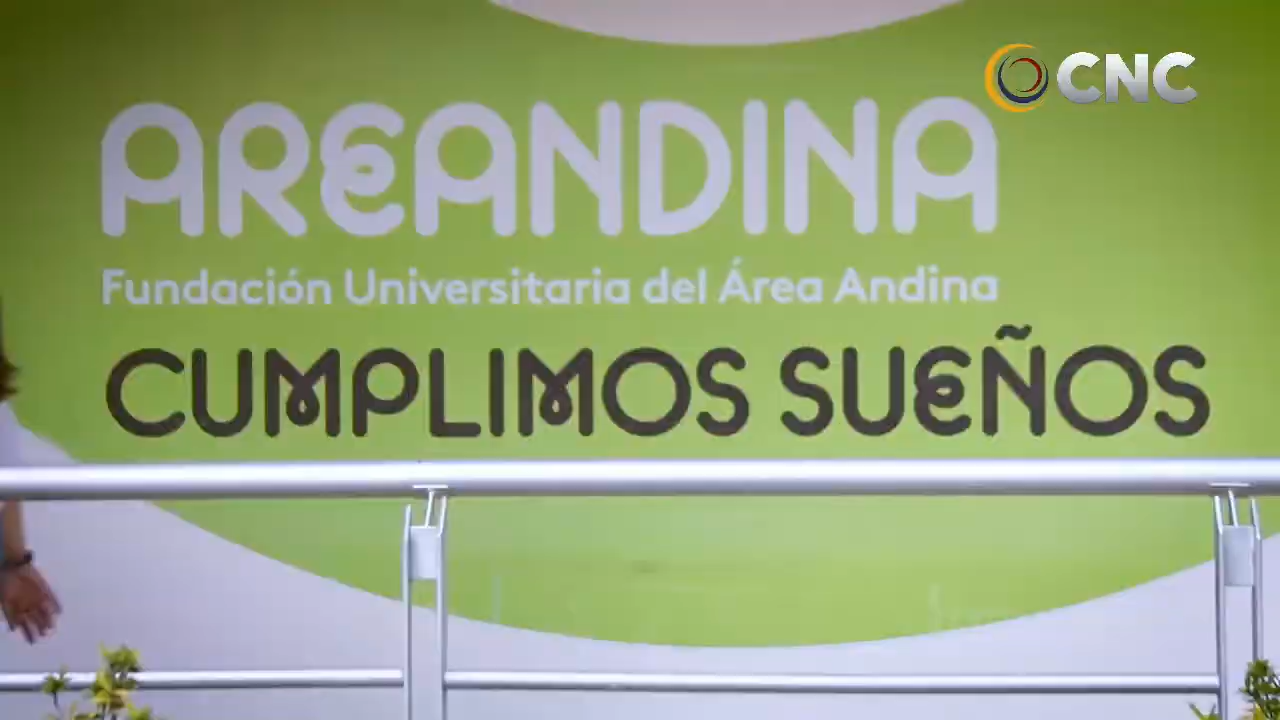 CNC
AREANDINA
Fundación Universitaria del Área Andina
CUMPLIMOS SUEÑOS